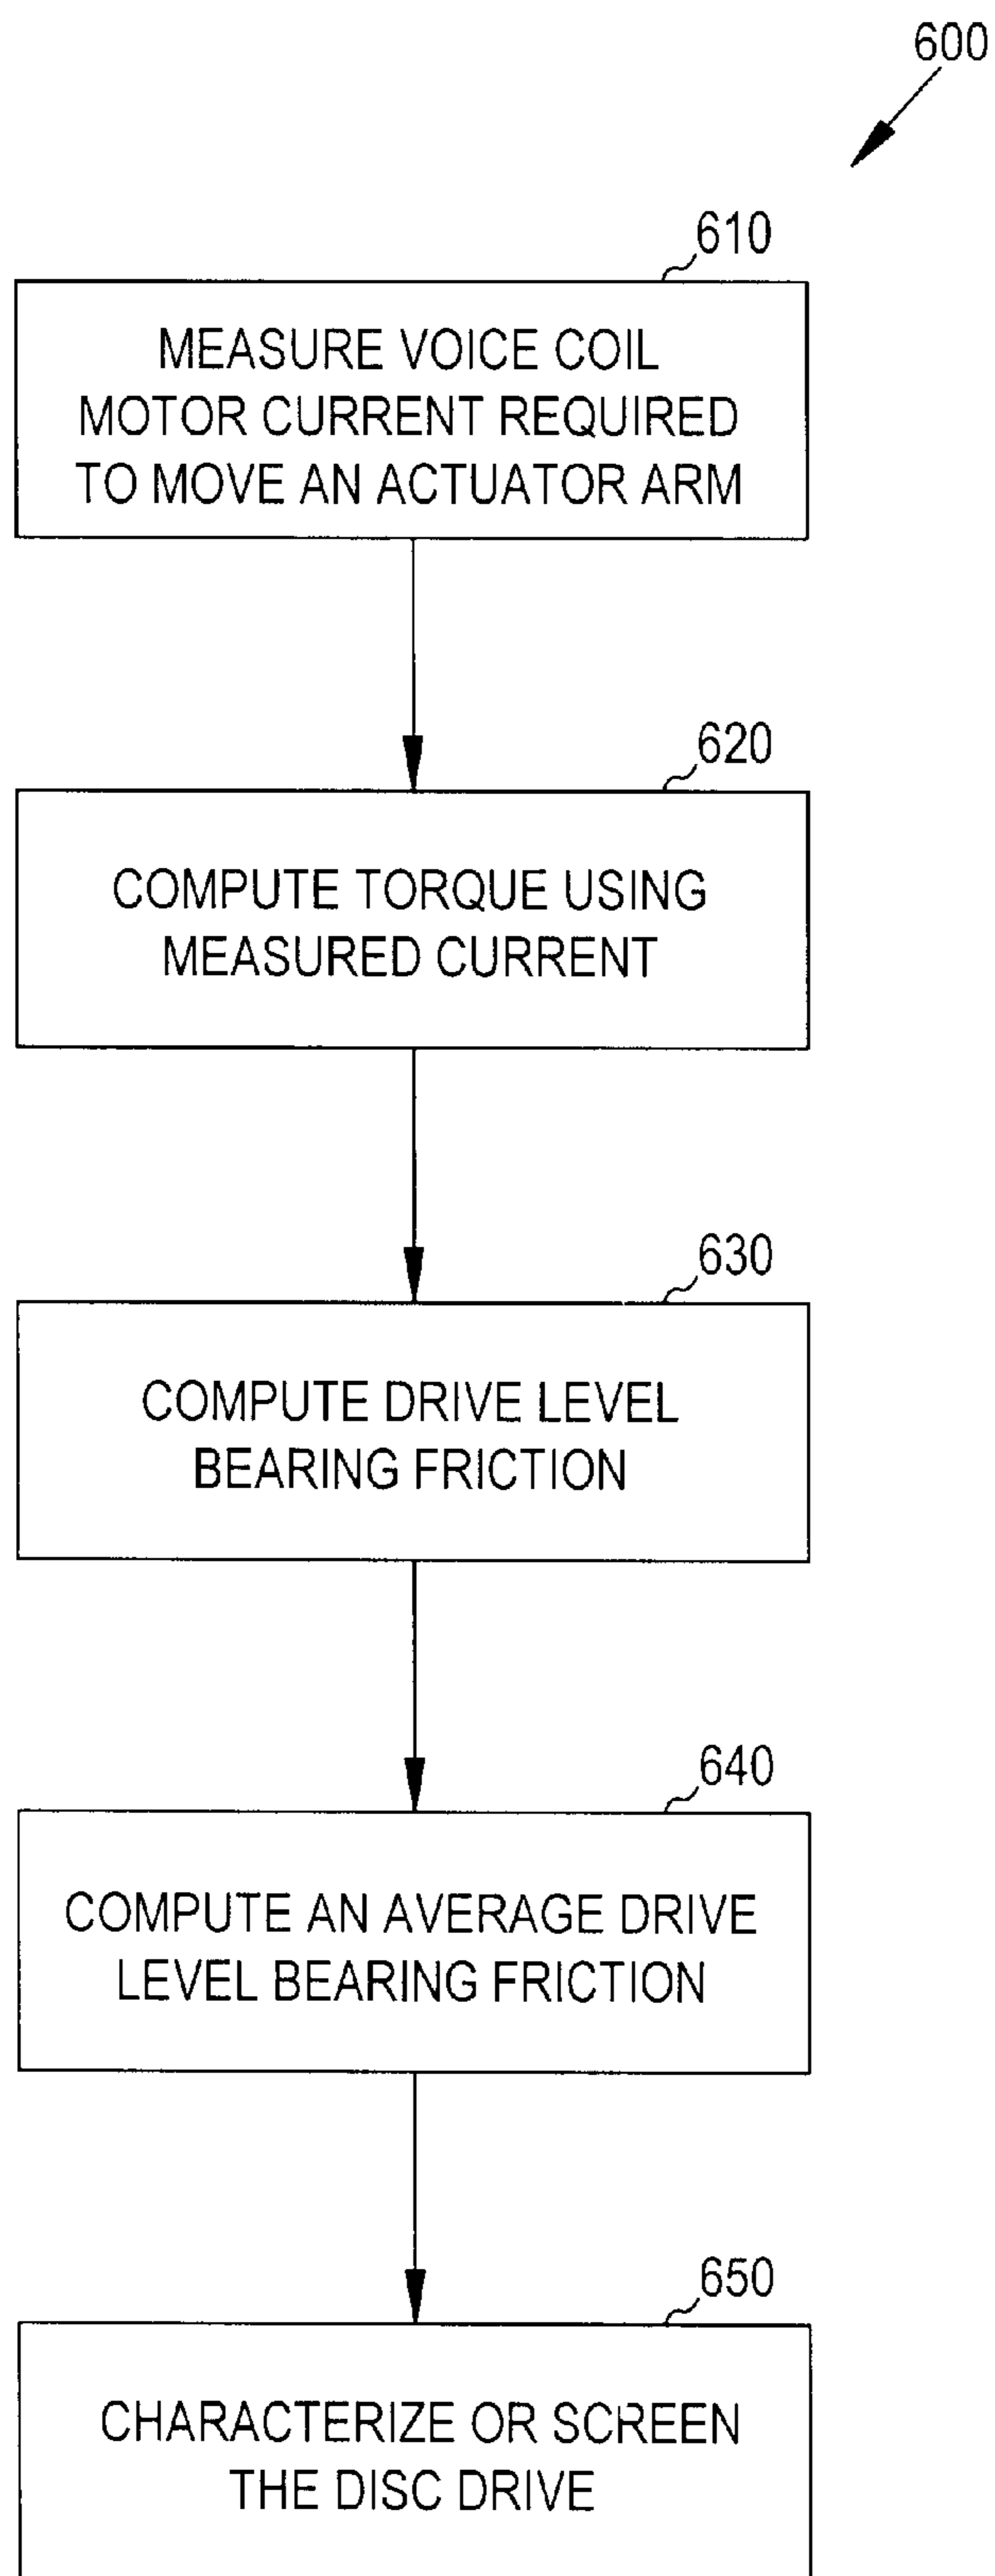 600
610
MEASURE VOICE COIL
MOTOR CURRENT REQUIRED
TO MOVE AN ACTUATOR ARM
620
COMPUTE TORQUE USING
MEASURED CURRENT
630
COMPUTE DRIVE LEVEL
BEARING FRICTION
640
COMPUTE AN AVERAGE DRIVE
LEVEL BEARING FRICTION
650
CHARACTERIZE OR SCREEN
THE DISC DRIVE